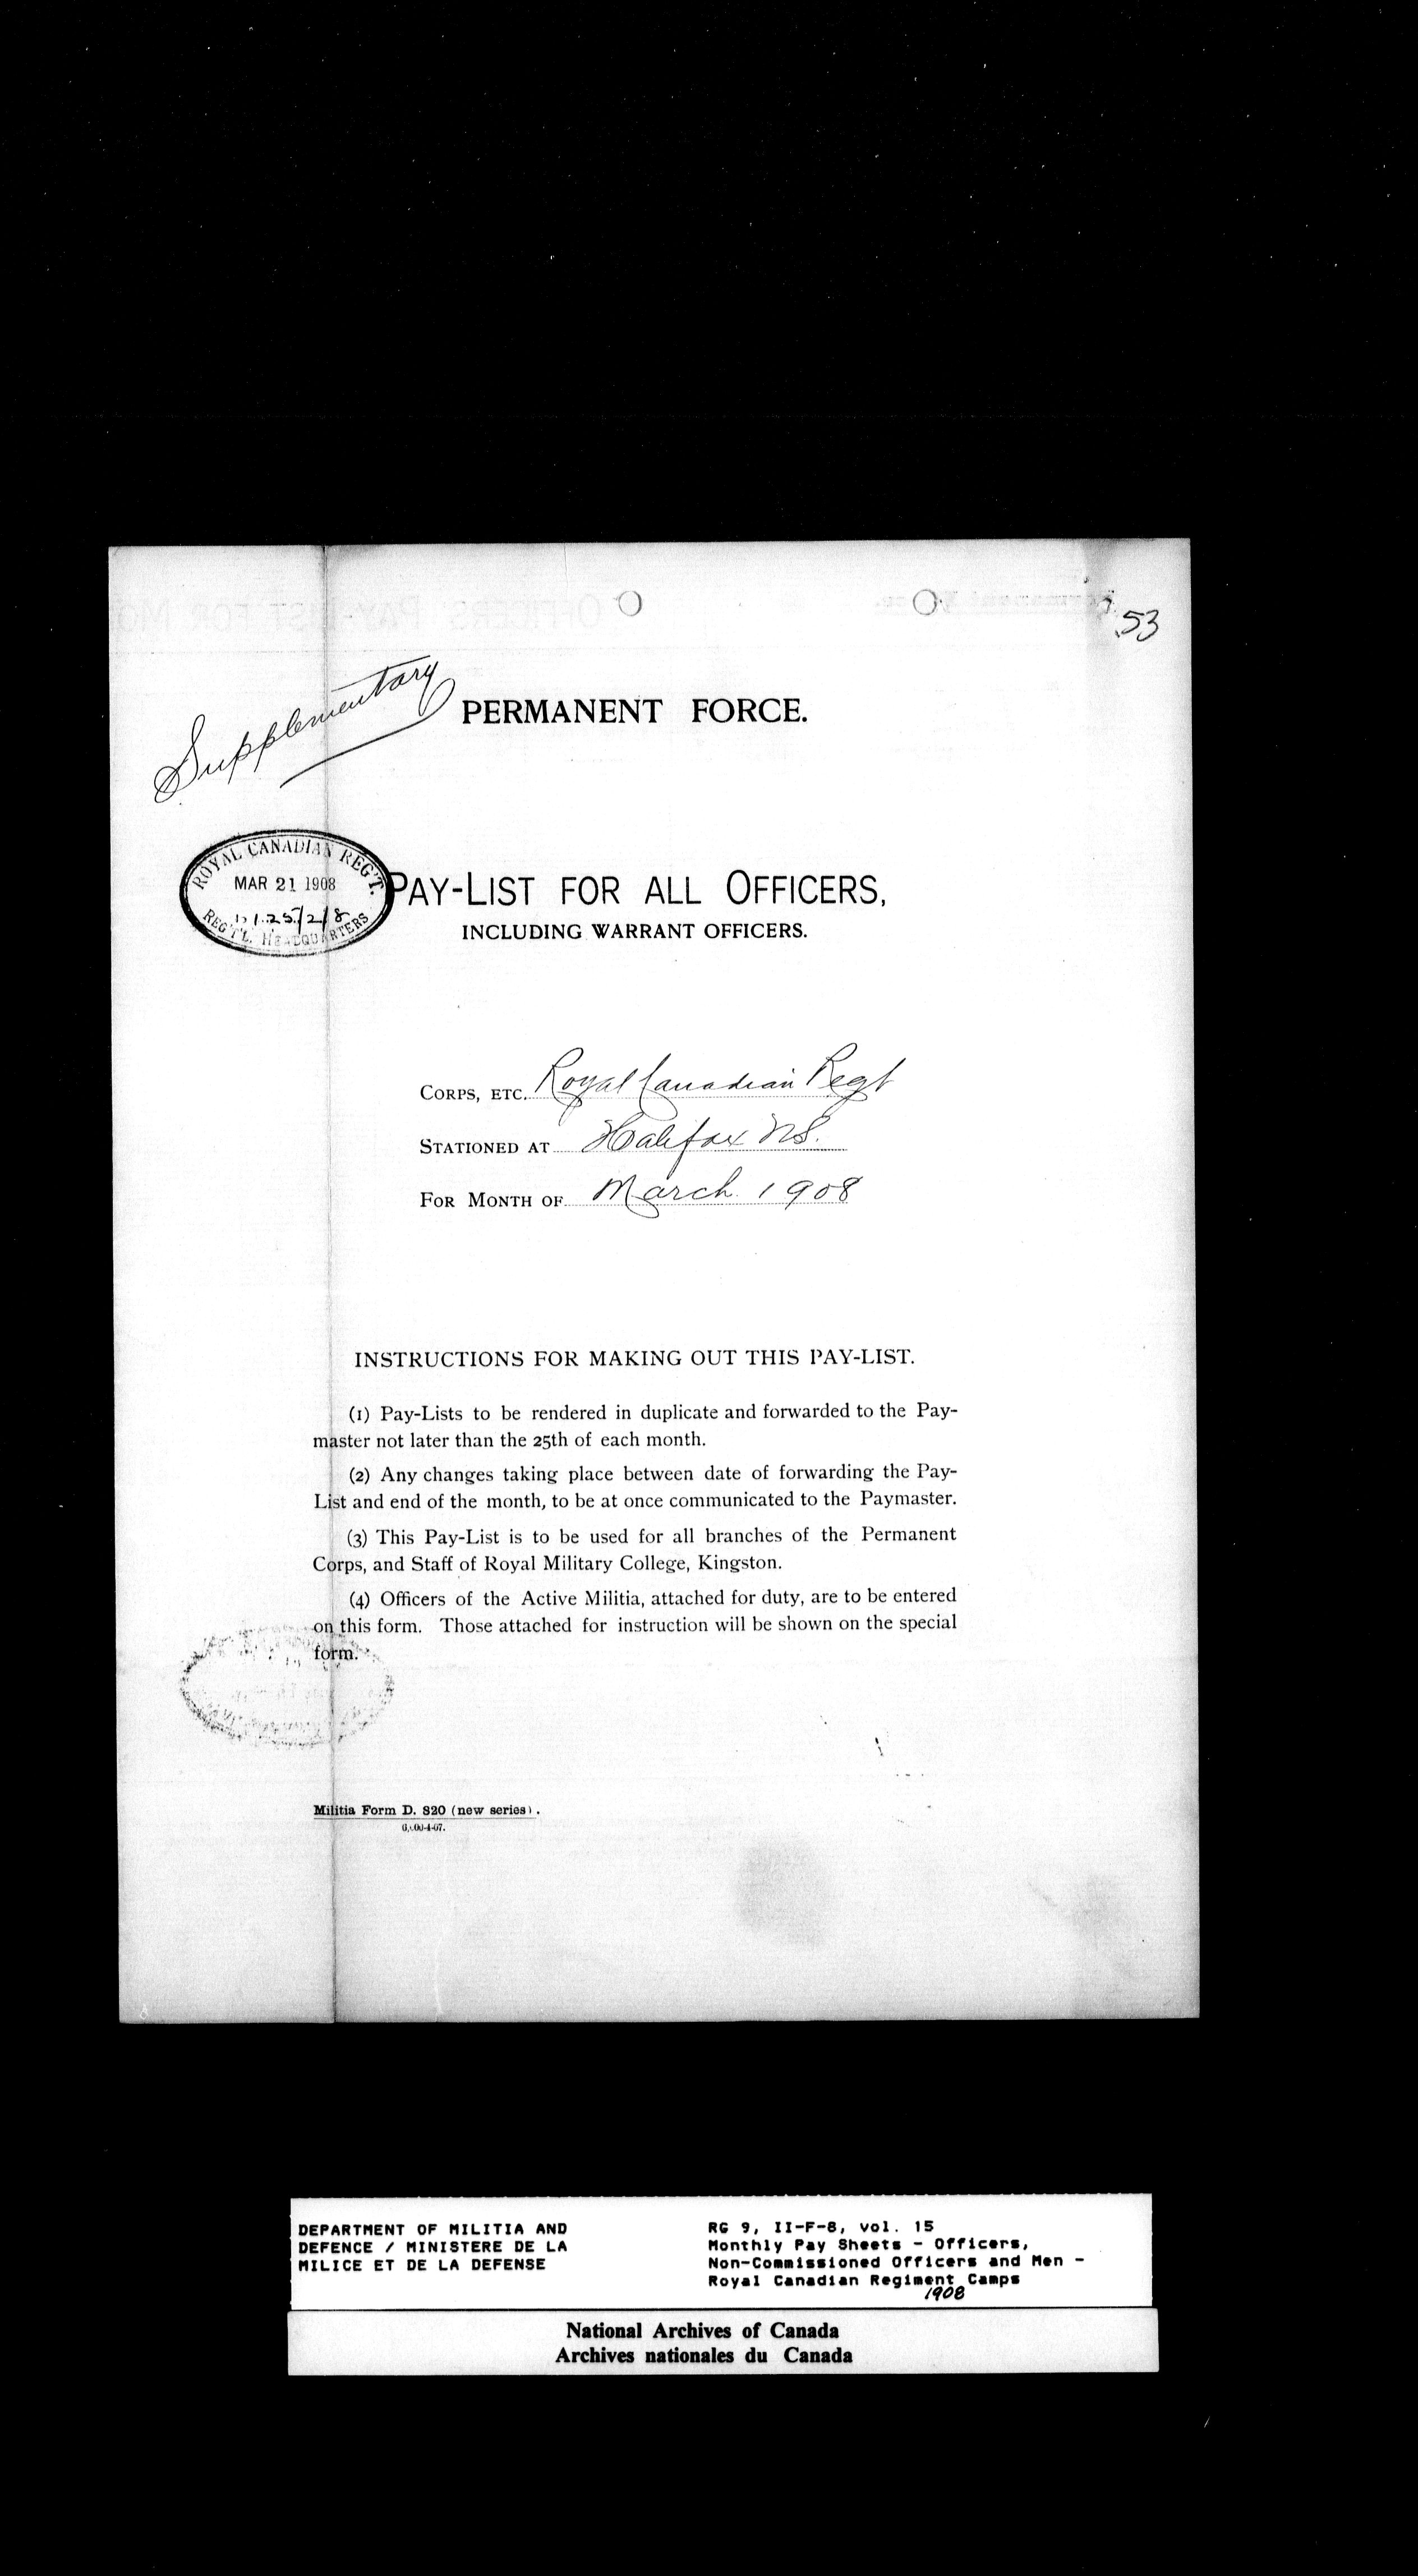 53
Supplementary
PERMANENT FORCE.
ROYAL CANADIAN REG'T.
MAR 21 1908
REG'T'L. HEADQUARTERS
PAY-LIST FOR ALL OFFICERS,
INCLUDING WARRANT OFFICERS.
CORPS, ETC. Royal Canadian Regt
STATIONED AT Halifax N.S.
FOR MONTH OF March 1908
INSTRUCTIONS FOR MAKING OUT THIS PAY-LIST.
(1) Pay-Lists to be rendered in duplicate and forwarded to the Pay-
master not later than the 25th of each month.
(2) Any changes taking place between date of forwarding the Pay-
List and end of the month, to be at once communicated to the Paymaster.
(3) This Pay-List is to be used for all branches of the Permanent
Corps, and Staff of Royal Military College, Kingston.
(4) Officers of the Active Militia, attached for duty, are to be entered
on this form. Those attached for instruction will be shown on the special
form.
Militia Form D. 820 (new series).
DEPARTMENT OF MILITIA AND
DEFENCE / MINISTERE DE LA
MILICE ET DE LA DEFENSE
RG 9, II-F-8, vol. 15
Monthly Pay Sheets - Officers,
Non-Commissioned Officers and Men -
Royal Canadian Regiment Camps
1908
National Archives of Canada
Archives nationales du Canada